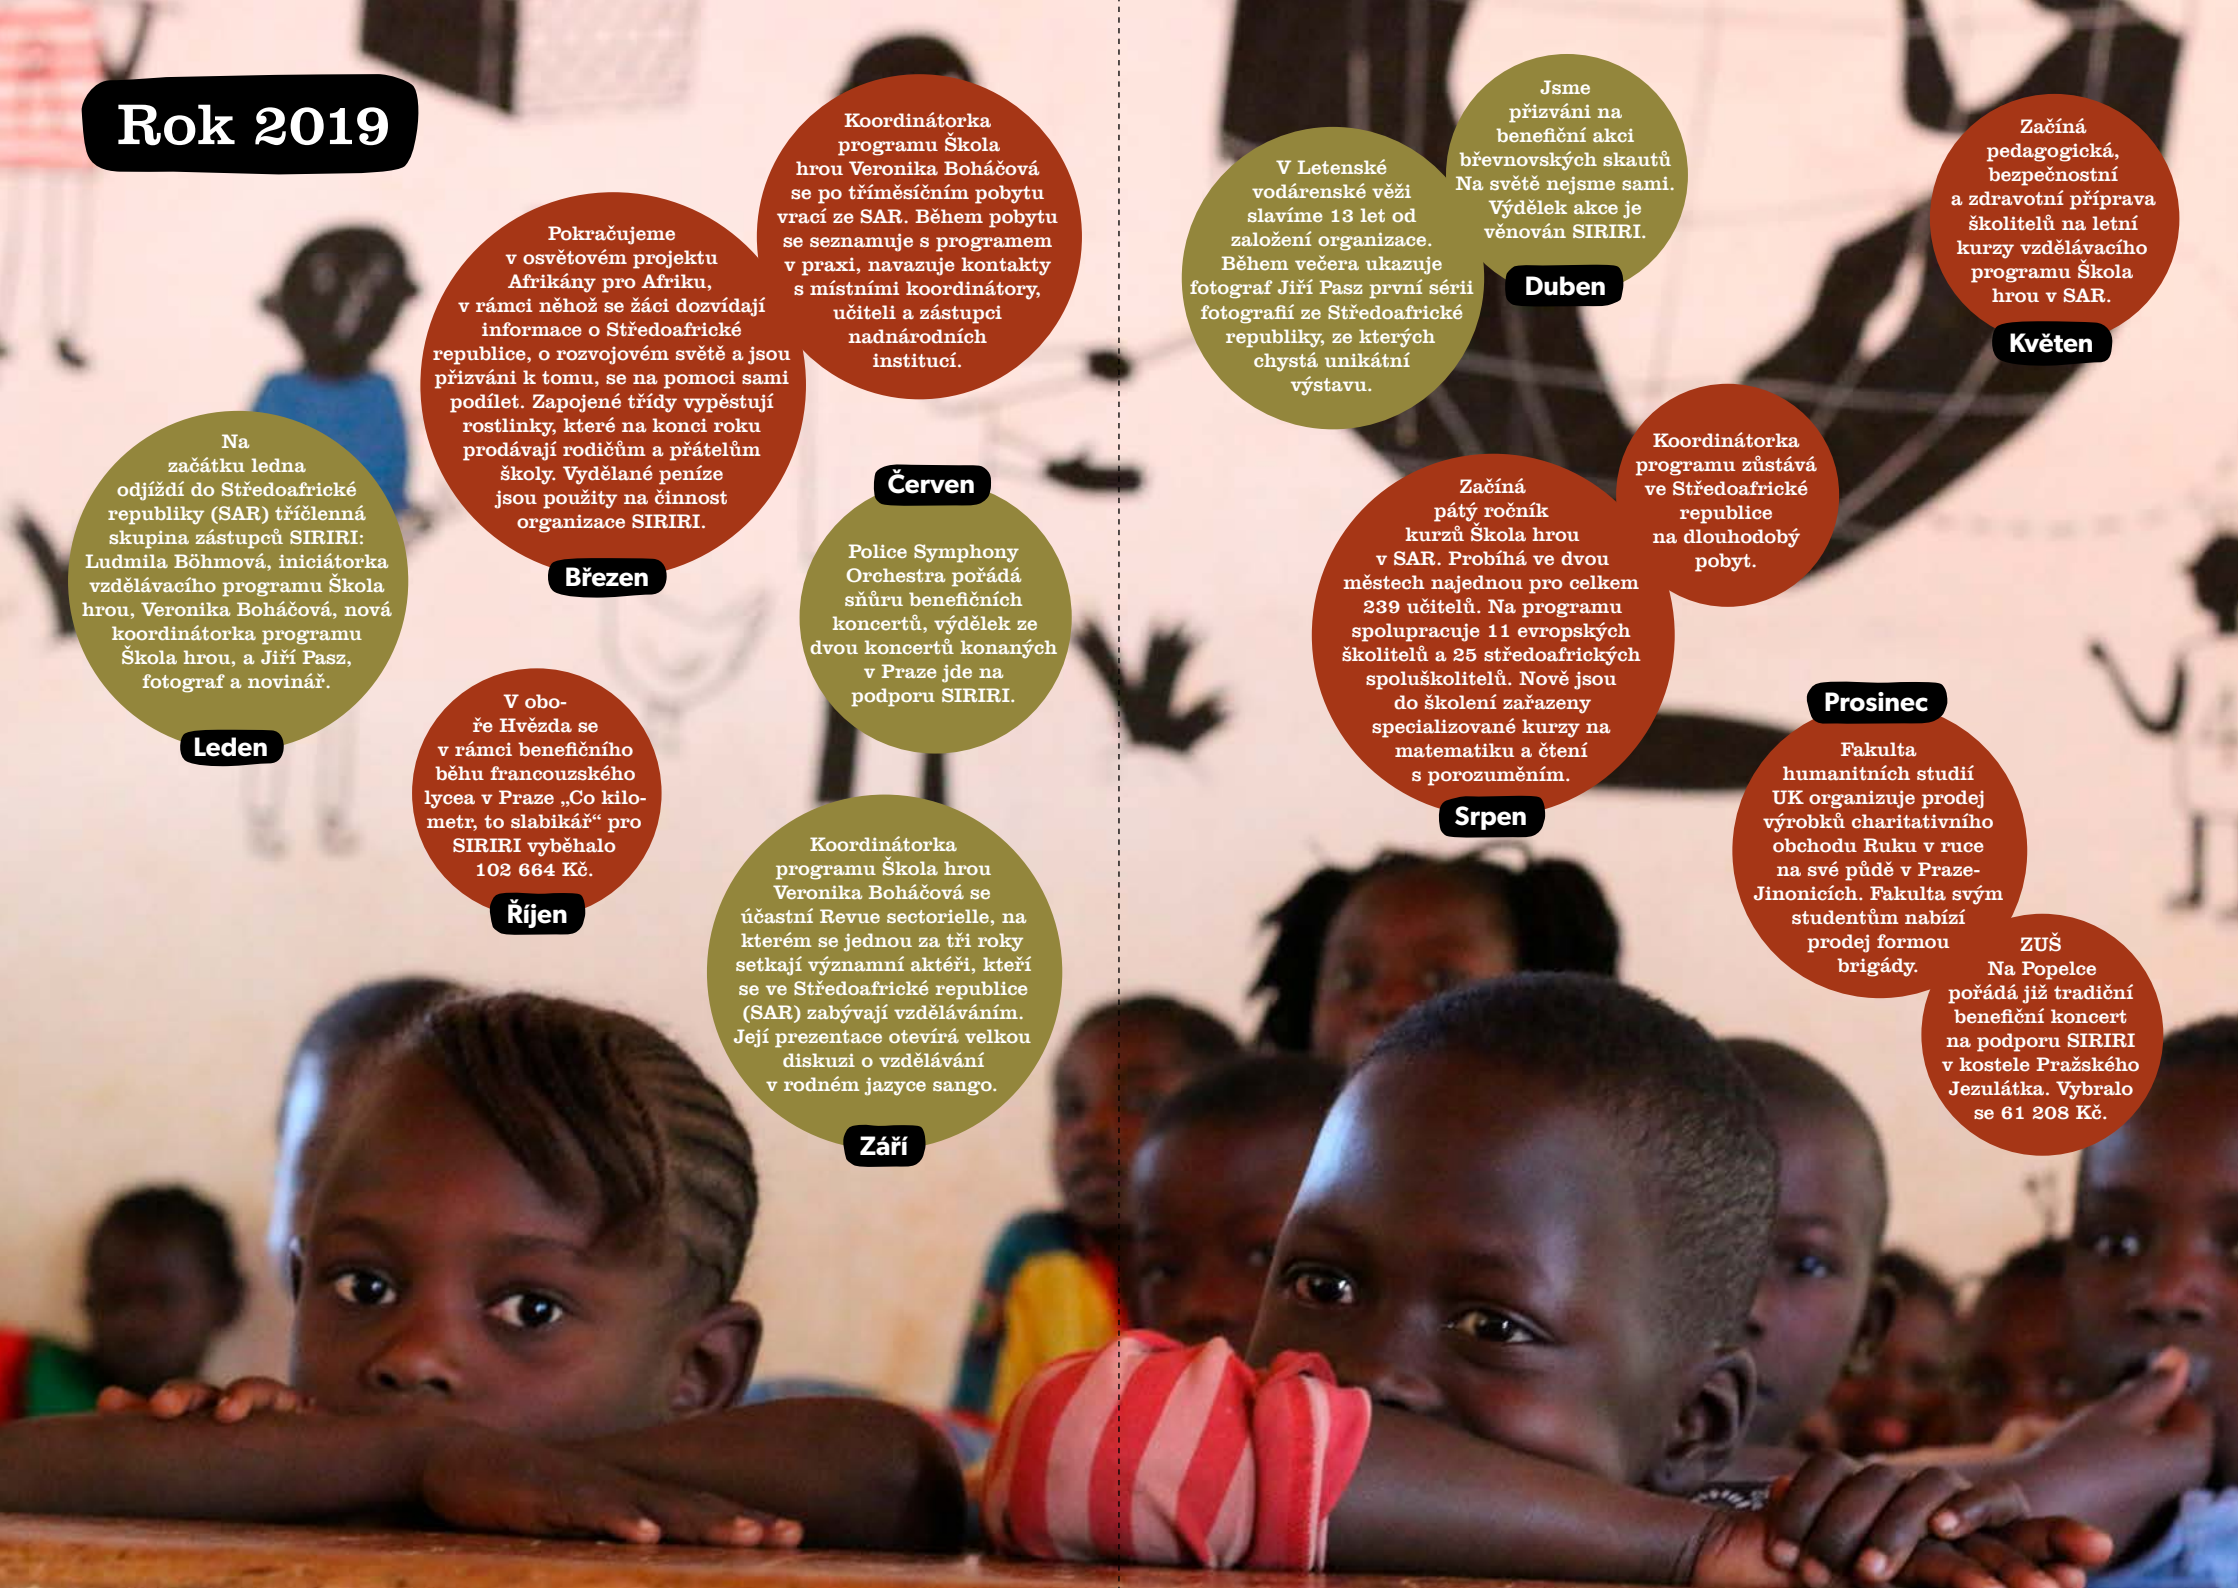 Rok 2019
Na
začátku ledna
odjíždí do Středoafrické
republiky (SAR) tříčlenná
skupina zástupců SIRIRI:
Ludmila Böhmová, iniciátorka
vzdělávacího programu Škola
hrou, Veronika Boháčová, nová
koordinátorka programu
Škola hrou, a Jiří Pasz,
fotograf a novinář.
Leden
Pokračujeme
v osvětovém projektu
Afrikány pro Afriku,
v rámci něhož se žáci dozvídají
informace o Středoafrické
republice, o rozvojovém světě a jsou
přizváni k tomu, se na pomoci sami
podílet. Zapojené třídy vypěstují
rostlinky, které na konci roku
prodávají rodičům a přátelům
školy. Vydělané peníze
jsou použity na činnost
organizace SIRIRI.
Březen
Koordinátorka
programu Škola
hrou Veronika Boháčová
se po tříměsíčním pobytu
vrací ze SAR. Během pobytu
se seznamuje s programem
v praxi, navazuje kontakty
s místními koordinátory,
učiteli a zástupci
nadnárodních
institucí.
V Letenské
vodárenské věži
slavíme 13 let od
založení organizace.
Během večera ukazuje
fotograf Jiří Pasz první sérii
fotografií ze Středoafrické
republiky, ze kterých
chystá unikátní
výstavu.
Jsme
přizváni na
benefiční akci
břevnovských skautů
Na světě nejsme sami.
Výdělek akce je
věnován SIRIRI.
Duben
Začíná
pedagogická,
bezpečnostní
a zdravotní příprava
školitelů na letní
kurzy vzdělávacího
programu Škola
hrou v SAR.
Květen
Červen
Police Symphony
Orchestra pořádá
sňůru benefičních
koncertů, výdělek ze
dvou koncertů konaných
v Praze jde na
podporu SIRIRI.
Začíná
pátý ročník
kurzů Škola hrou
v SAR. Probíhá ve dvou
městech najednou pro celkem
239 učitelů. Na programu
spolupracuje 11 evropských
školitelů a 25 středoafrických
spoluškolitelů. Nově jsou
do školení zařazeny
specializované kurzy na
matematiku a čtení
s porozuměním.
Srpen
Koordinátorka
programu zůstává
ve Středoafrické
republice
na dlouhodobý
pobyt.
Koordinátorka
programu Škola hrou
Veronika Boháčová se
účastní Revue sectorielle, na
kterém se jednou za tři roky
setkají významní aktéři, kteří
se ve Středoafrické republice
(SAR) zabývají vzděláváním.
Její prezentace otevírá velkou
diskuzi o vzdělávání
v rodném jazyce sango.
Září
V obo-
ře Hvězda se
v rámci benefičního
běhu francouzského
lycea v Praze „Co kilo-
metr, to slabikář“ pro
SIRIRI vyběhalo
102 664 Kč.
Říjen
Prosinec
Fakulta
humanitních studií
UK organizuje prodej
výrobků charitativního
obchodu Ruku v ruce
na své půdě v Praze-
Jinonicích. Fakulta svým
studentům nabízí
prodej formou
brigády.
ZUŠ
Na Popelce
pořádá již tradiční
benefiční koncert
na podporu SIRIRI
v kostele Pražského
Jezulátka. Vybralo
se 61 208 Kč.